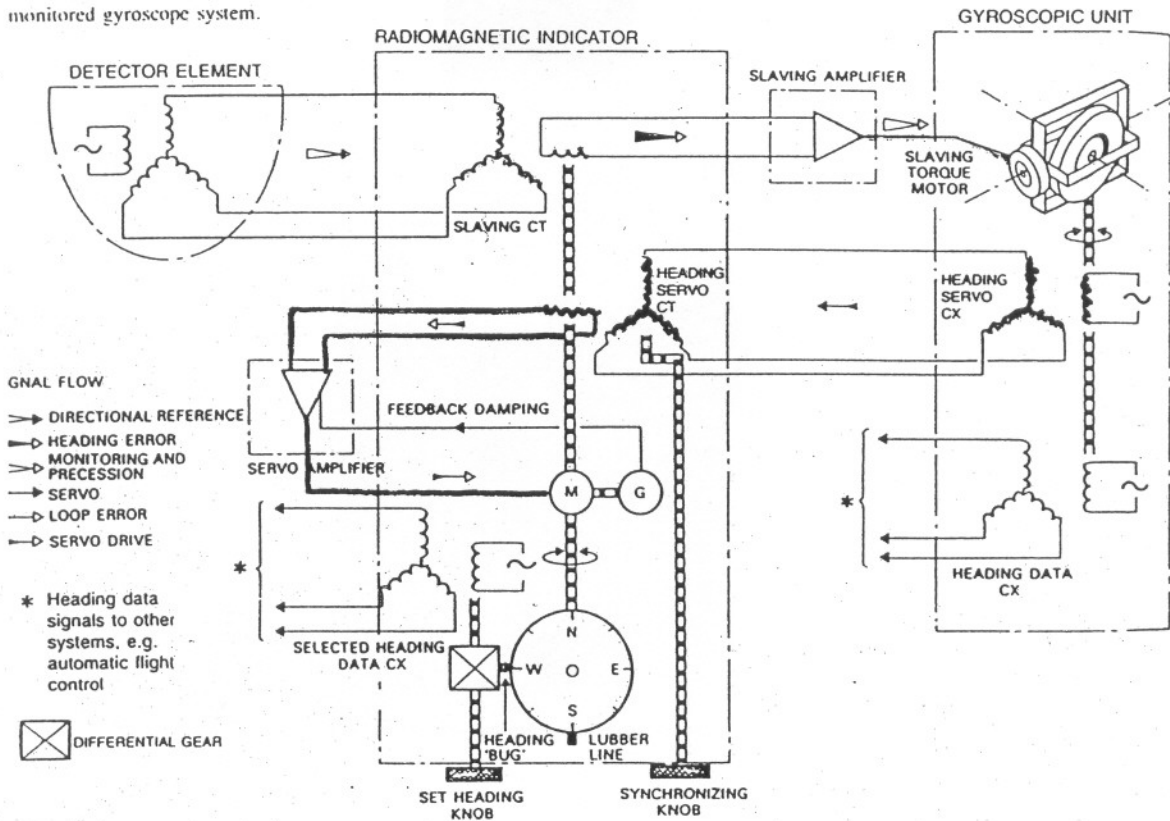 monitored gyroscope system.
GYROSCOPIC UNIT
RADIOMAGNETIC INDICATOR
DETECTOR ELEMENT
SLAVING AMPLIFIER
SLAVING
TORQUE
MOTOR
SLAVING CT
HEADING
SERVO
CT
HEADING
SERVO
CX
GNAL FLOW
DIRECTIONAL REFERENCE
HEADING ERROR
MONITORING AND
PRECESSION
SERVO
LOOP ERROR
SERVO DRIVE
FEEDBACK DAMPING
SERVO AMPLIFIER
M
G
*
*
HEADING DATA
CX
* Heading data
signals to other
systems, e.g.
automatic flight
control
SELECTED HEADING
DATA CX
N
W O E
S
DIFFERENTIAL GEAR
HEADING
'BUG'
LUBBER
LINE
SET HEADING
KNOB
SYNCHRONIZING
KNOB